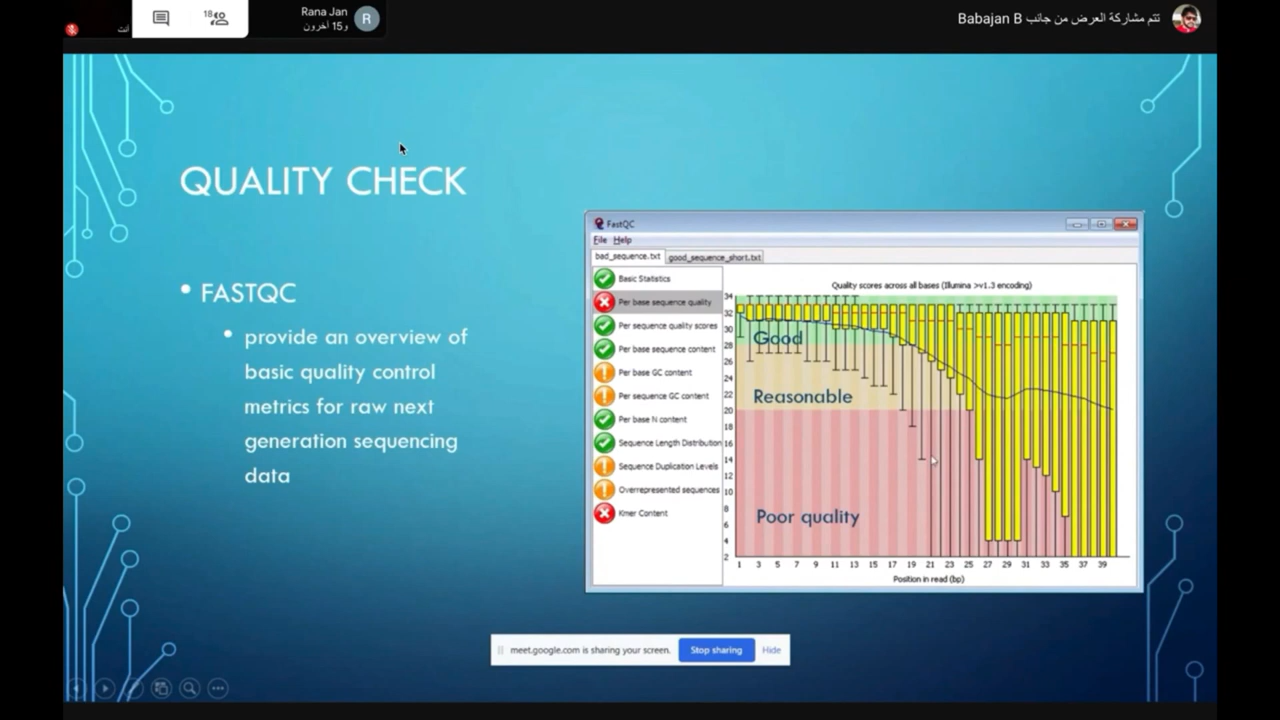 أنت
18
Rana Jan
و15 آخرون
R
تتم مشاركة العرض من جانب Babajan B
QUALITY CHECK
• FASTQC
• provide an overview of
basic quality control
metrics for raw next
generation sequencing
data
FastQC
File Help
bad_sequence.txt good_sequence_short.txt
Basic Statistics
Per base sequence quality
Per sequence quality scores
Per base sequence content
Per base GC content
Per sequence GC content
Per base N content
Sequence Length Distribution
Sequence Duplication Levels
Overrepresented sequences
Kmer Content
Quality scores across all bases (Illumina >v1.3 encoding)
34
32
30
28
26
24
22
20
18
16
14
12
10
8
6
4
2
Good
Reasonable
Poor quality
1 3 5 7 9 11 13 15 17 19 21 23 25 27 29 31 33 35 37 39
Position in read (bp)
meet.google.com is sharing your screen. Stop sharing Hide